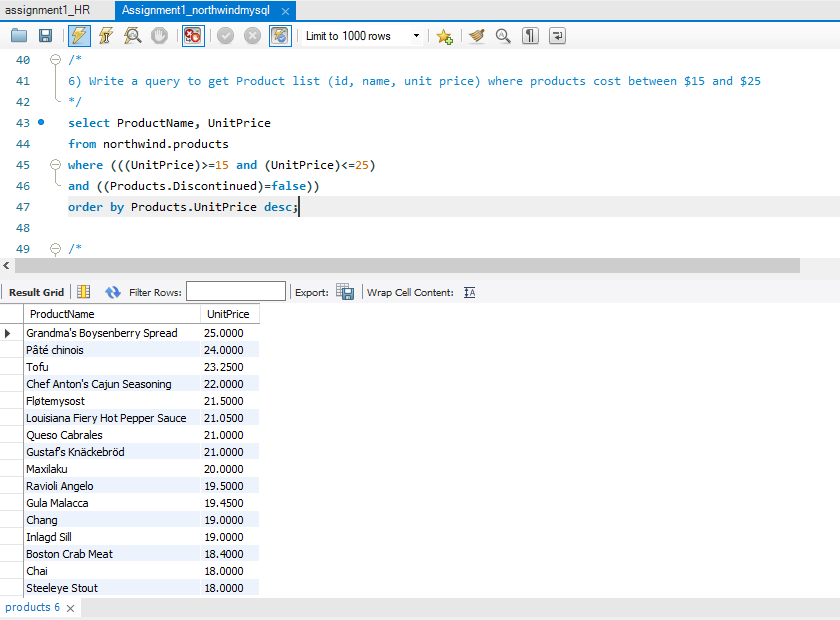 assignment1_HR Assignment1_northwindmysql
Limit to 1000 rows
40 /*
41 6) Write a query to get Product list (id, name, unit price) where products cost between $15 and $25
42 */
43 select ProductName, UnitPrice
44 from northwind.products
45 where (((UnitPrice)>=15 and (UnitPrice)<=25)
46 and ((Products.Discontinued)=false))
47 order by Products.UnitPrice desc;
48
49 /*
Result Grid Filter Rows: Export: Wrap Cell Content:
ProductName UnitPrice
Grandma's Boysenberry Spread 25.0000
Pâté chinois 24.0000
Tofu 23.2500
Chef Anton's Cajun Seasoning 22.0000
Fløtemysost 21.5000
Louisiana Fiery Hot Pepper Sauce 21.0500
Queso Cabrales 21.0000
Gustaf's Knäckebröd 21.0000
Maxilaku 20.0000
Ravioli Angelo 19.5000
Gula Malacca 19.4500
Chang 19.0000
Inlagd Sill 19.0000
Boston Crab Meat 18.4000
Chai 18.0000
Steeleye Stout 18.0000
products 6